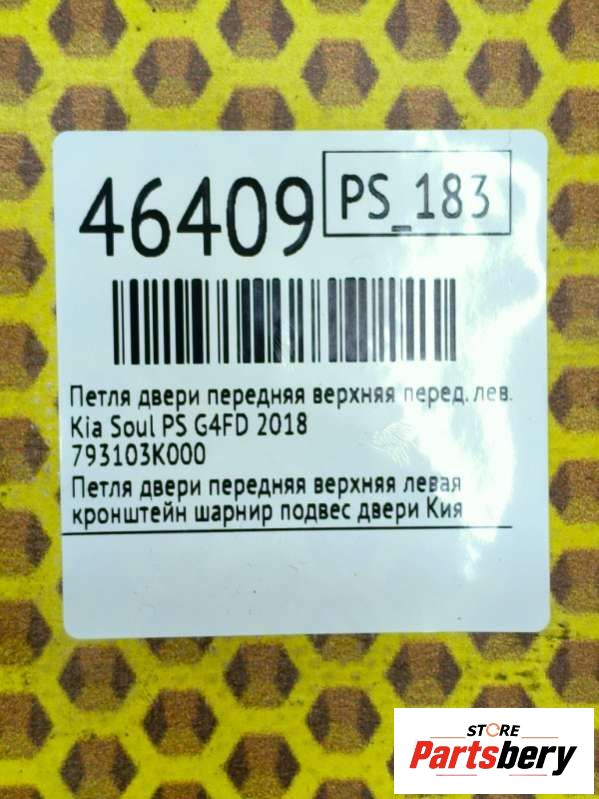 46409
PS_183
Петля двери передняя верхняя перед. лев.
Kia Soul PS G4FD 2018
793103K000
Петля двери передняя верхняя левая
кронштейн шарнир подвес двери Кия
STORE
Partsbery